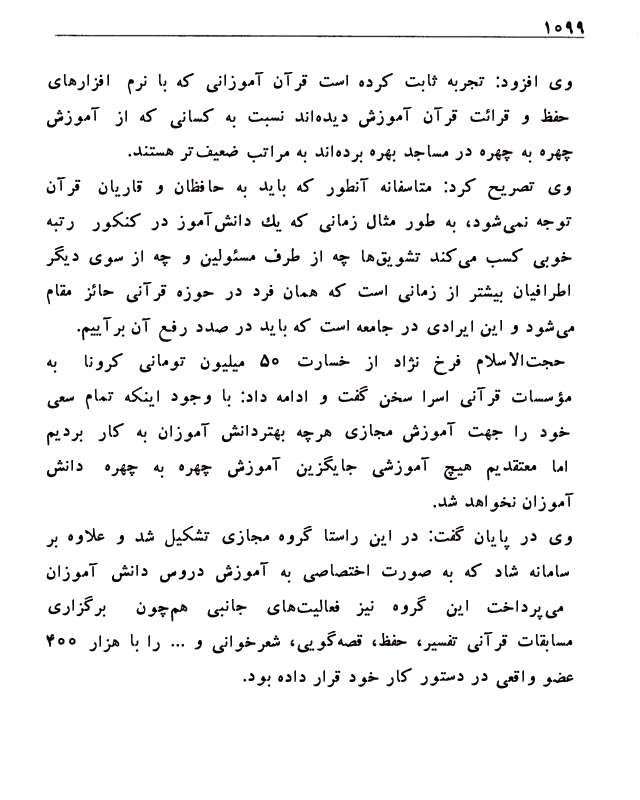 ۱۰۹۹
وی افزود: تجربه ثابت کرده است قرآن آموزانی که با نرم افزارهای
حفظ و قرائت قرآن آموزش دیده‌اند نسبت به کسانی که از آموزش
چهره به چهره در مساجد بهره برده‌اند به مراتب ضعیف‌تر هستند.
وی تصریح کرد: متاسفانه آنطور که باید به حافظان و قاریان قرآن
توجه نمی‌شود، به طور مثال زمانی که یك دانش‌آموز در کنکور رتبه
خوبی کسب می‌کند تشویق‌ها چه از طرف مسئولین و چه از سوی دیگر
اطرافیان بیشتر از زمانی است که همان فرد در حوزه قرآنی حائز مقام
می‌شود و این ایرادی در جامعه است که باید در صدد رفع آن برآییم.
حجت‌الاسلام فرخ نژاد از خسارت ۵۰ میلیون تومانی کرونا به
مؤسسات قرآنی اسرا سخن گفت و ادامه داد: با وجود اینکه تمام سعی
خود را جهت آموزش مجازی هرچه بهتردانش آموزان به کار بردیم
اما معتقدیم هیچ آموزشی جایگزین آموزش چهره به چهره دانش
آموزان نخواهد شد.
وی در پایان گفت: در این راستا گروه مجازی تشکیل شد و علاوه بر
سامانه شاد که به صورت اختصاصی به آموزش دروس دانش آموزان
می‌پرداخت این گروه نیز فعالیت‌های جانبی هم‌چون برگزاری
مسابقات قرآنی تفسیر، حفظ، قصه‌گویی، شعرخوانی و ... را با هزار ۴۰۰
عضو واقعی در دستور کار خود قرار داده بود.